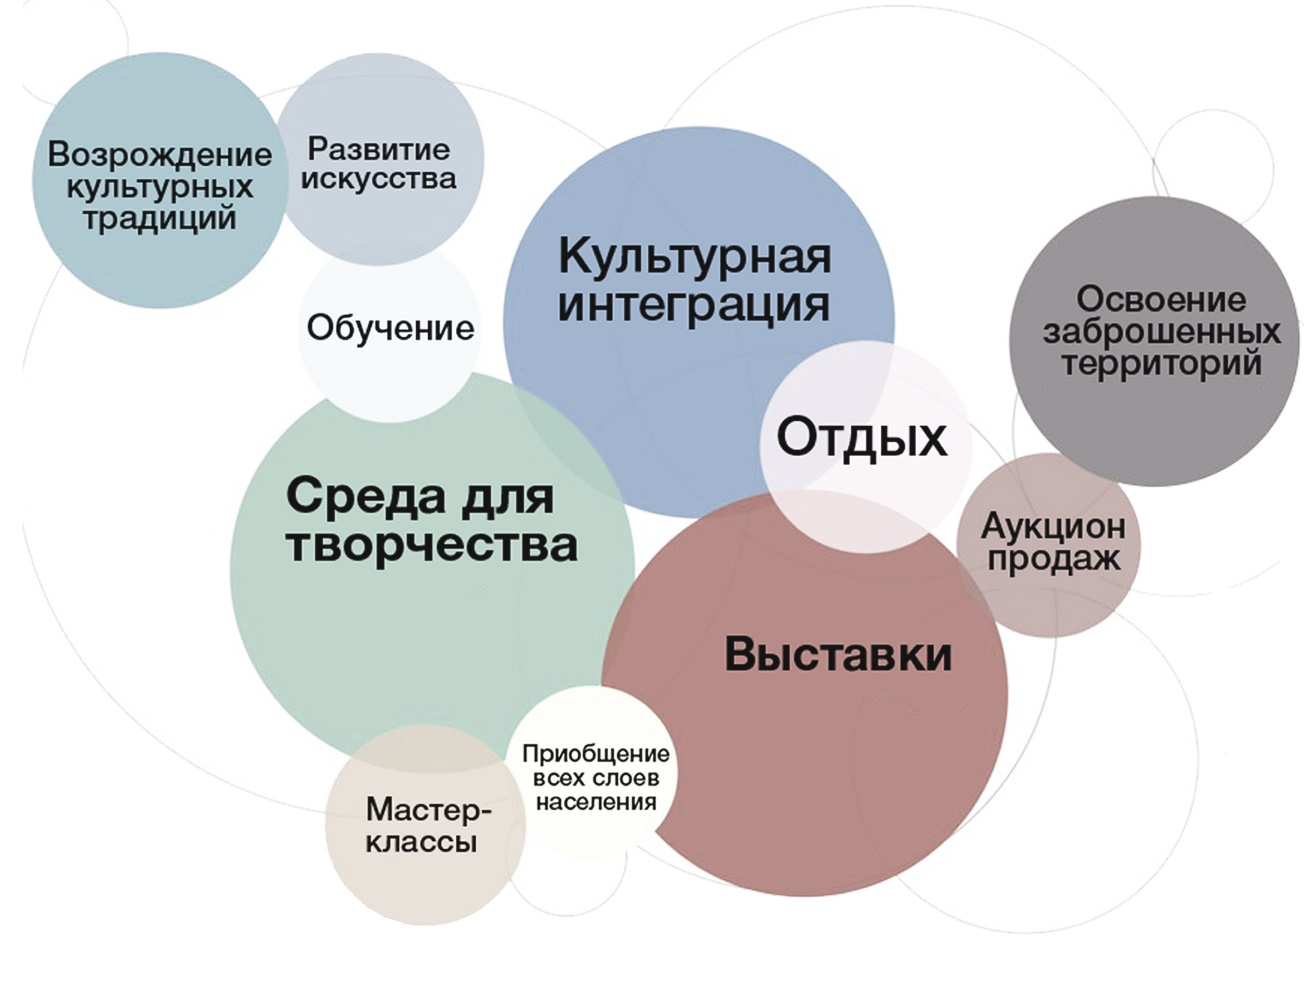 Возрождение
культурных
традиций
Развитие
искусства
Культурная
интеграция
Освоение
заброшенных
территорий
Обучение
Отдых
Среда для
творчества
Аукцион
продаж
Выставки
Приобщение
всех слоев
населения
Мастер-
классы